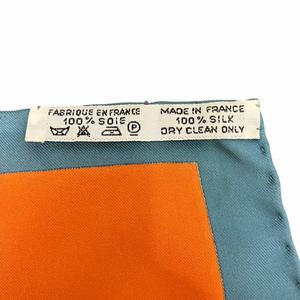 FABRIQUE EN FRANCE
100% SOIE
MADE IN FRANCE
100% SILK
DRY CLEAN ONLY